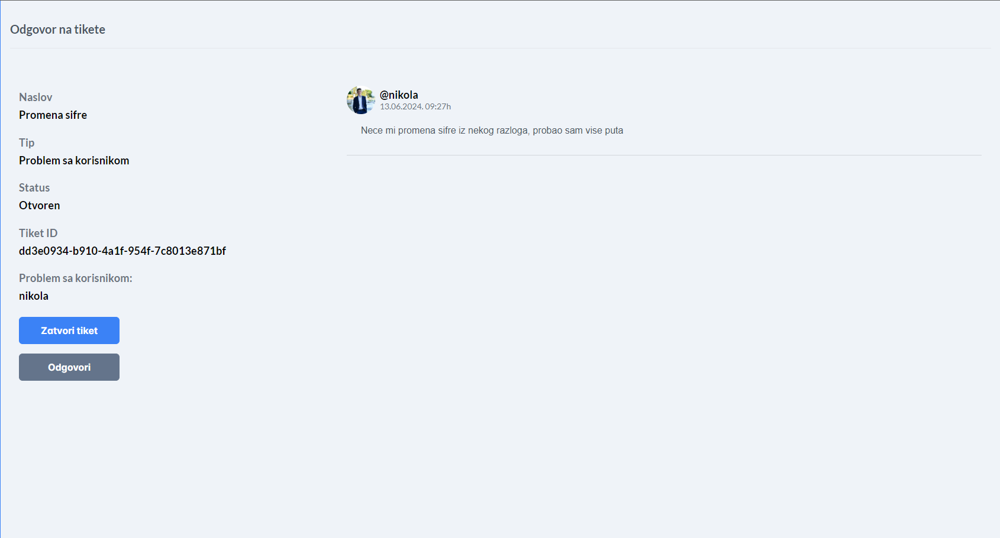 Odgovor na tikete
Naslov
Promena sifre
Tip
Problem sa korisnikom
Status
Otvoren
Tiket ID
dd3e0934-b910-4a1f-954f-7c8013e871bf
Problem sa korisnikom:
nikola
Zatvori tiket
Odgovori
@nikola
13.06.2024. 09:27h
Nece mi promena sifre iz nekog razloga, probao sam vise puta